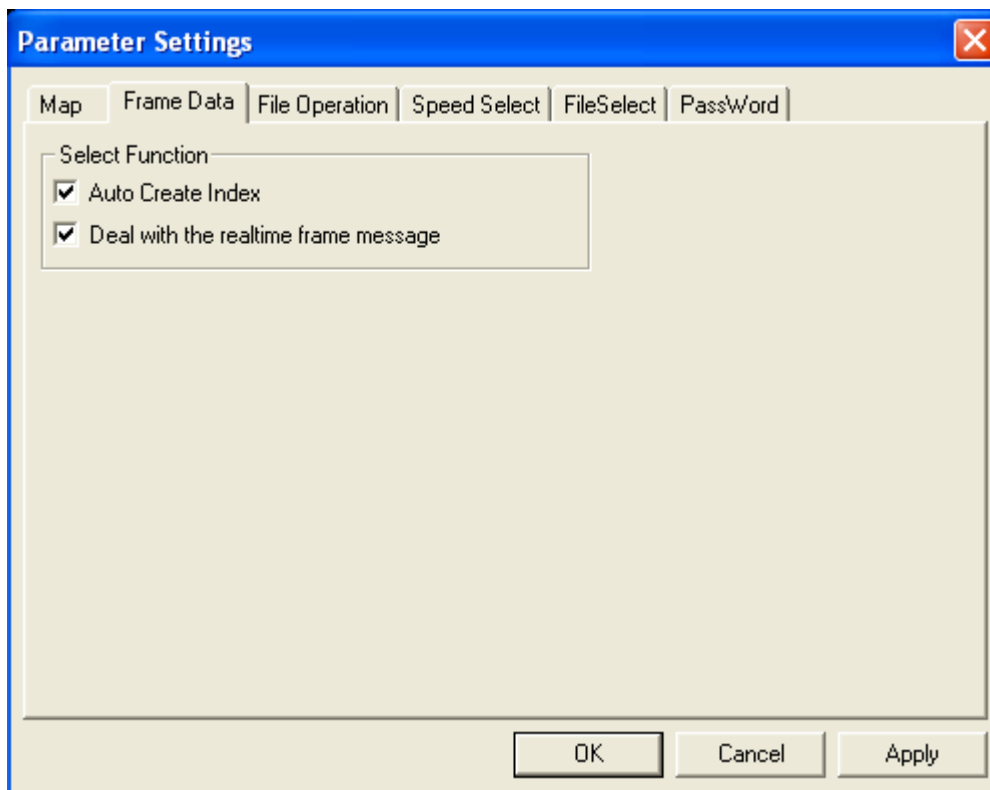 Parameter Settings
Map Frame Data File Operation Speed Select FileSelect PassWord
Select Function
Auto Create Index
Deal with the realtime frame message
OK Cancel Apply